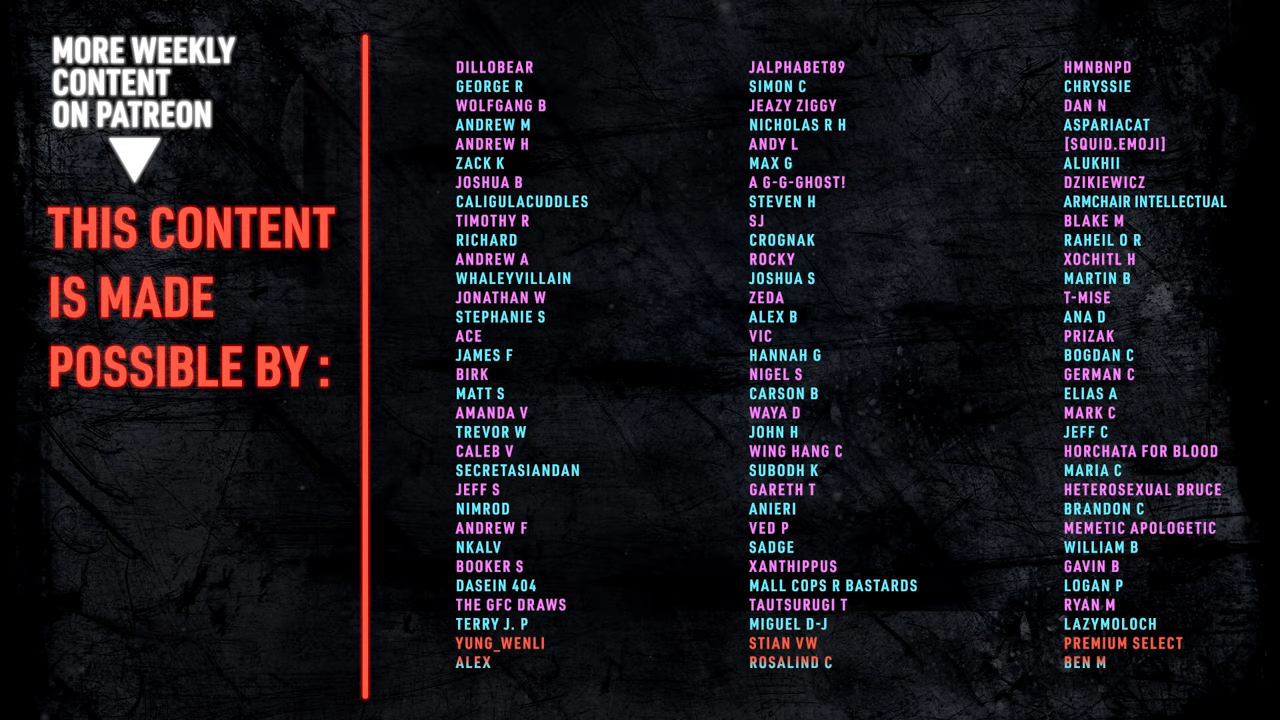 MORE WEEKLY
CONTENT
ON PATREON
THIS CONTENT
IS MADE
POSSIBLE BY :
DILLOBEAR
GEORGE R
WOLFGANG B
ANDREW M
ANDREW H
ZACK K
JOSHUA B
CALIGULACUDDLES
TIMOTHY R
RICHARD
ANDREW A
WHALEYVILLAIN
JONATHAN W
STEPHANIE S
ACE
JAMES F
BIRK
MATT S
AMANDA V
TREVOR W
CALEB V
SECRETASIANDAN
JEFF S
NIMROD
ANDREW F
NKALV
BOOKER S
DASEIN 404
THE GFC DRAWS
TERRY J. P
YUNG_WENLI
ALEX
JALPHABET89
SIMON C
JEAZY ZIGGY
NICHOLAS R H
ANDY L
MAX G
A G-G-GHOST!
STEVEN H
SJ
CROGNAK
ROCKY
JOSHUA S
ZEDA
ALEX B
VIC
HANNAH G
NIGEL S
CARSON B
WAYA D
JOHN H
WING HANG C
SUBODH K
GARETH T
ANIERI
VED P
SADGE
XANTHIPPUS
MALL COPS R BASTARDS
TAUTSURUGI T
MIGUEL D-J
STIAN VW
ROSALIND C
HMNBNPD
CHRYSSIE
DAN N
ASPARIACAT
[SQUID.EMOJI]
ALUKHII
DZIKIEWICZ
ARMCHAIR INTELLECTUAL
BLAKE M
RAHEIL O R
XOCHITL H
MARTIN B
T-MISE
ANA D
PRIZAK
BOGDAN C
GERMAN C
ELIAS A
MARK C
JEFF C
HORCHATA FOR BLOOD
MARIA C
HETEROSEXUAL BRUCE
BRANDON C
MEMETIC APOLOGETIC
WILLIAM B
GAVIN B
LOGAN P
RYAN M
LAZYMOLOCH
PREMIUM SELECT
BEN M